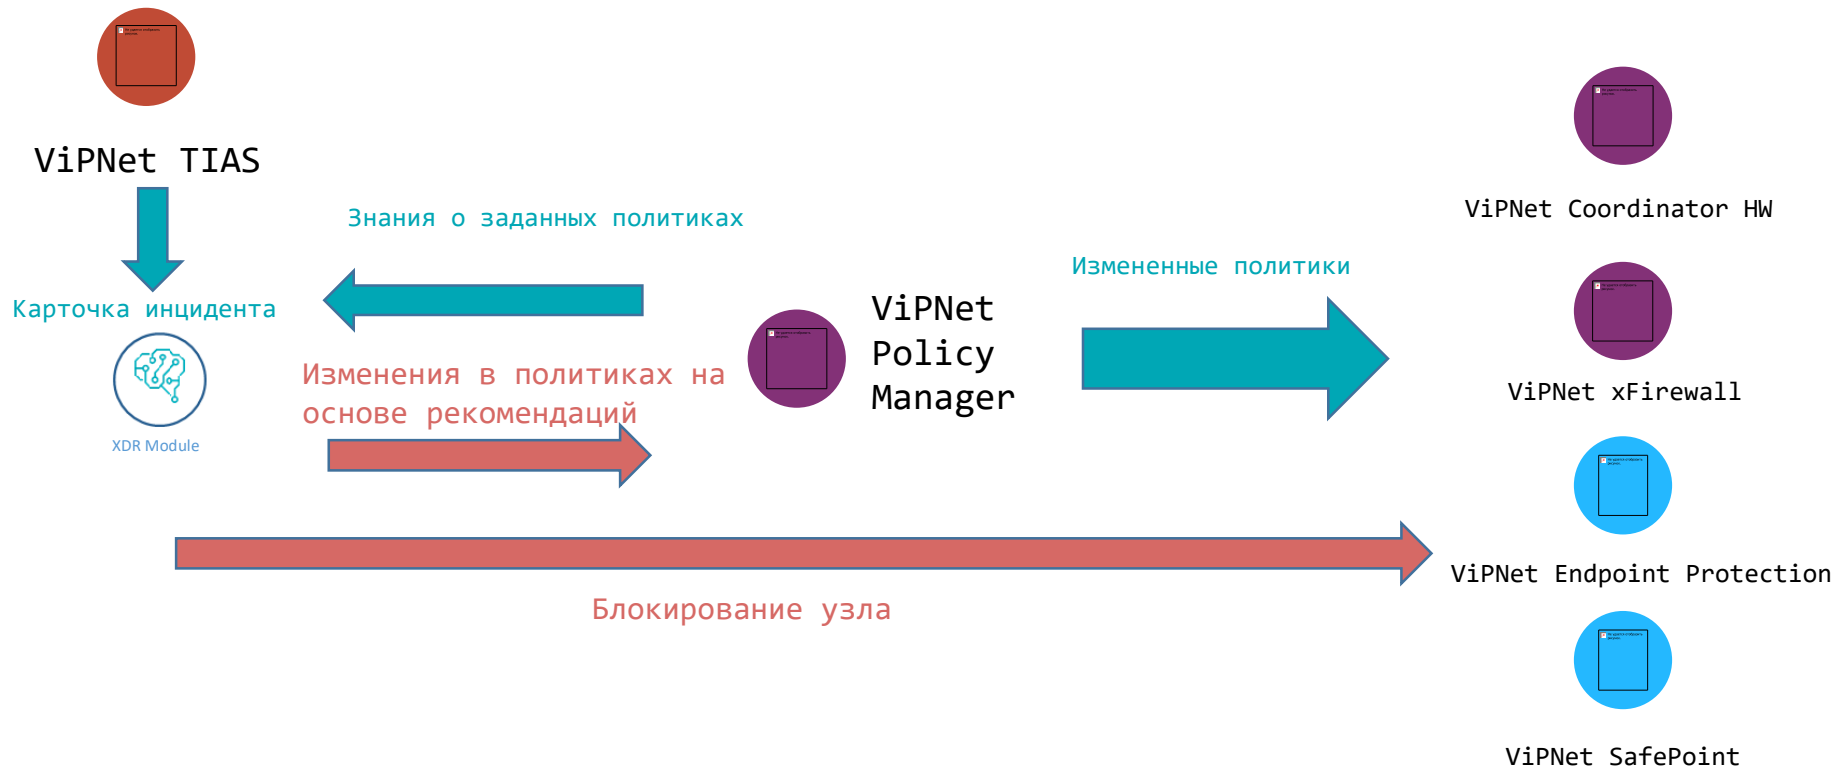 ViPNet TIAS
Карточка инцидента
XDR Module
Знания о заданных политиках
Изменения в политиках на
основе рекомендаций
ViPNet
Policy
Manager
Измененные политики
Блокирование узла
ViPNet Coordinator HW
ViPNet xFirewall
ViPNet Endpoint Protection
ViPNet SafePoint